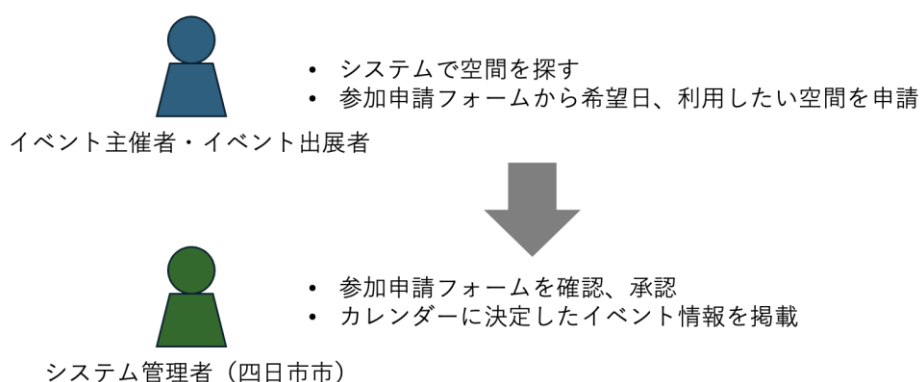 • システムで空間を探す
• 参加申請フォームから希望日、利用したい空間を申請
イベント主催者・イベント出展者
• 参加申請フォームを確認、承認
• カレンダーに決定したイベント情報を掲載
システム管理者（四日市市）